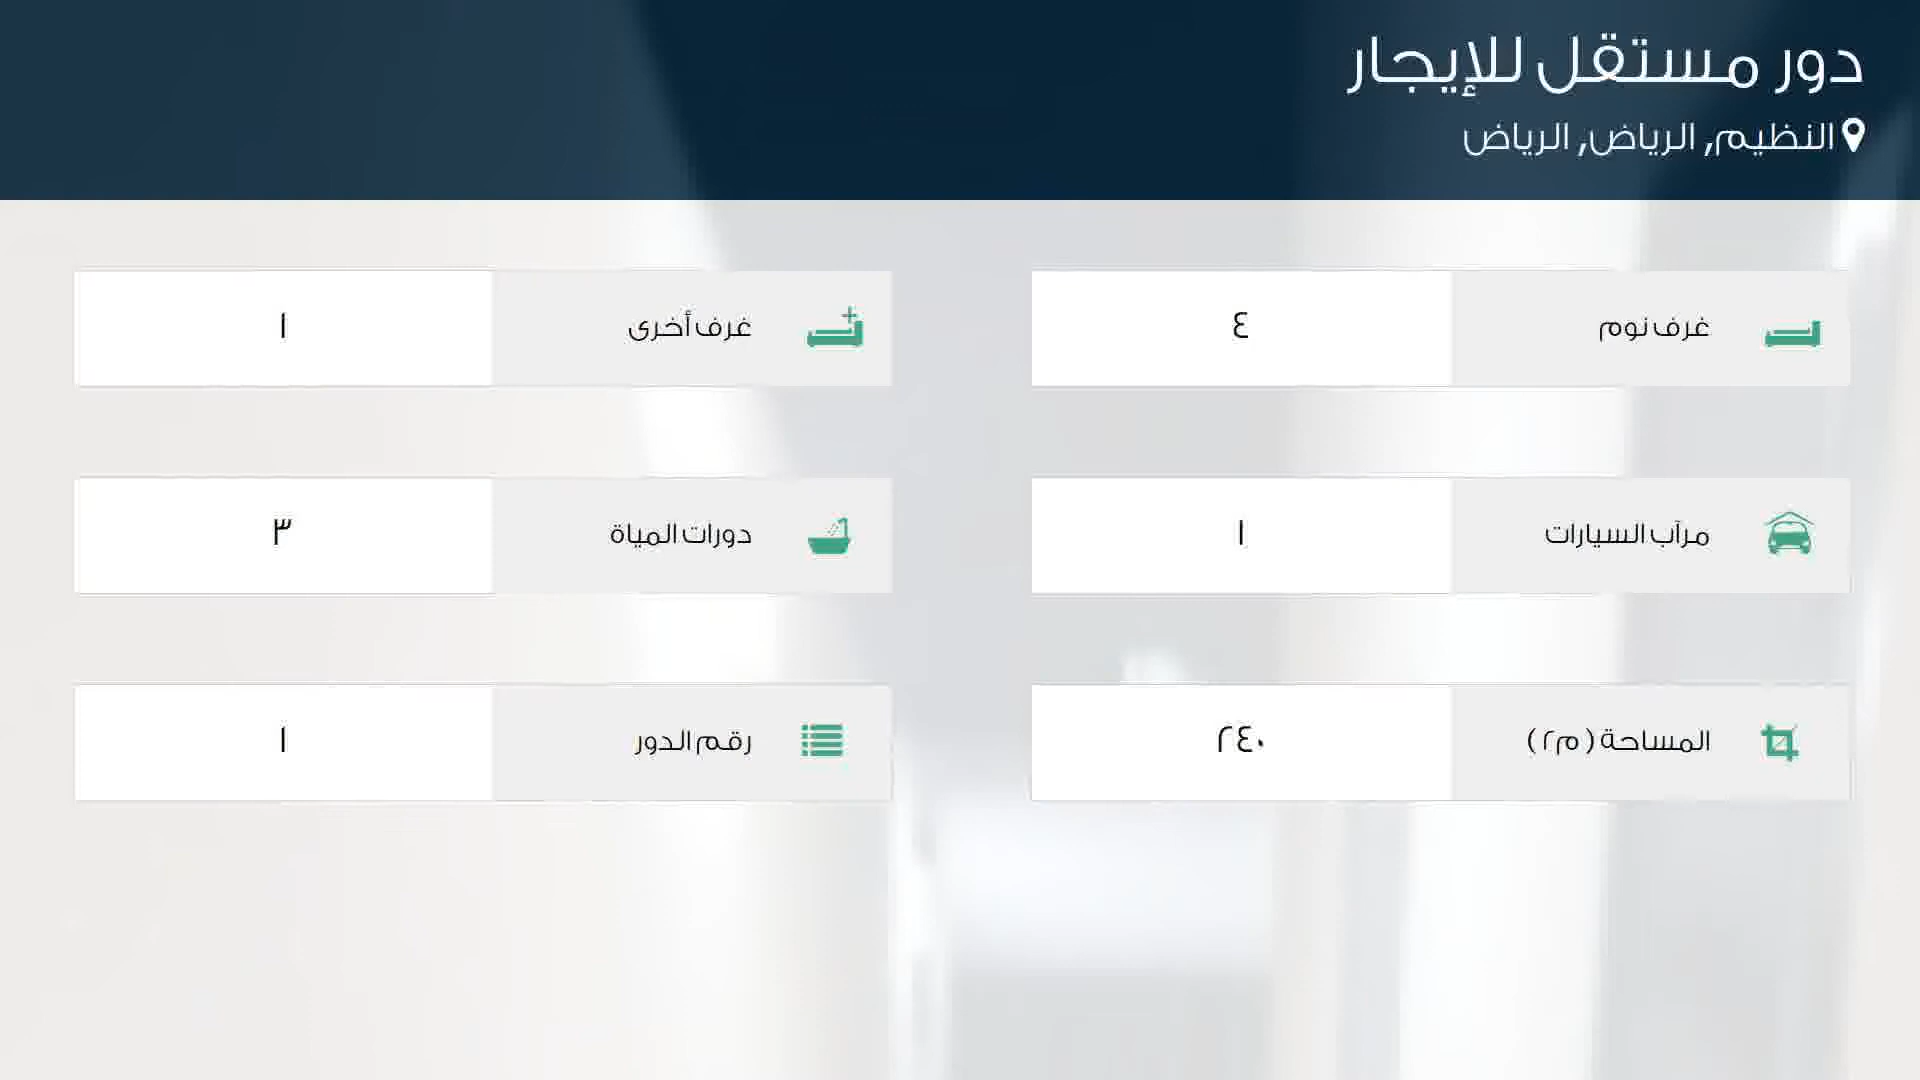 دور مستقل للإيجار
النظيم, الرياض, الرياض
غرف نوم ٤
غرف أخرى ١
مرآب السيارات ١
دورات المياة ٣
المساحة (م٢) ٢٤٠
رقم الدور ١